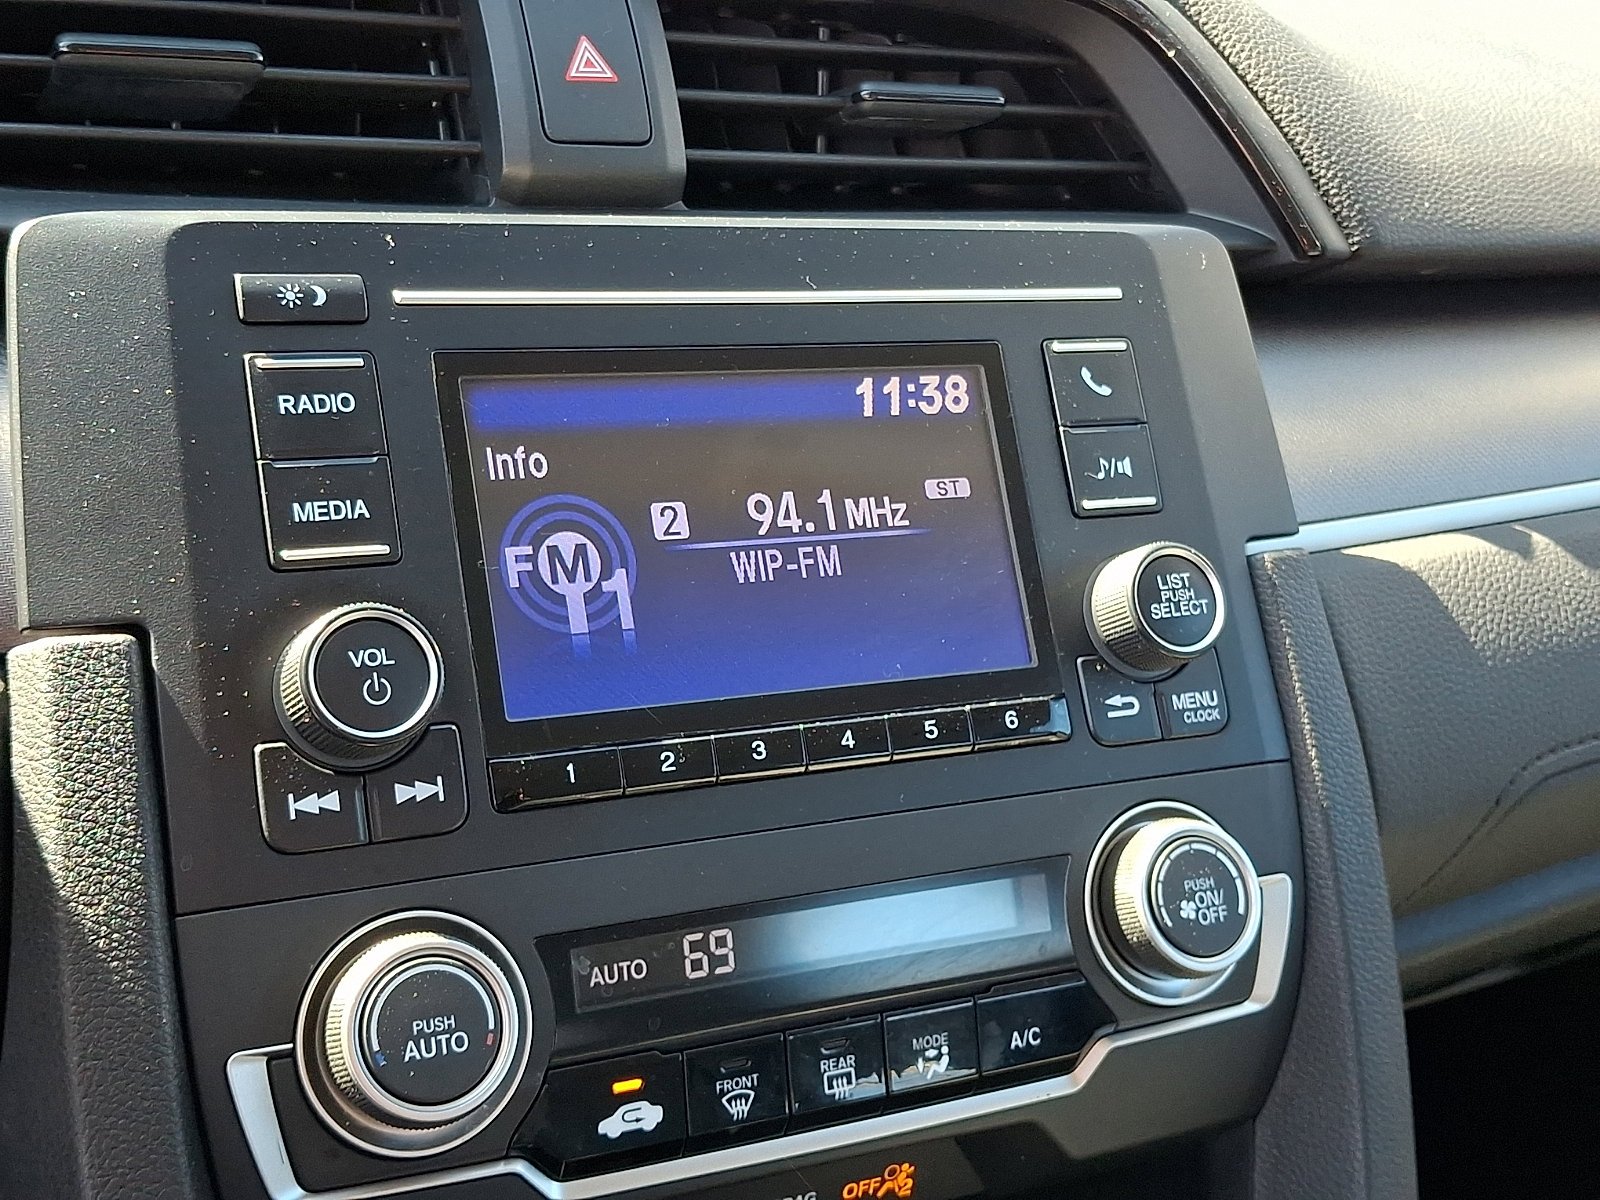 11:38
RADIO
Info
MEDIA
2 94.1 MHz ST
WIP-FM
FM 1
LIST
PUSH
SELECT
VOL
MENU
CLOCK
1 2 3 4 5 6
PUSH
ON/
OFF
AUTO 69
PUSH
AUTO
FRONT
REAR
MODE
A/C
OFF 2